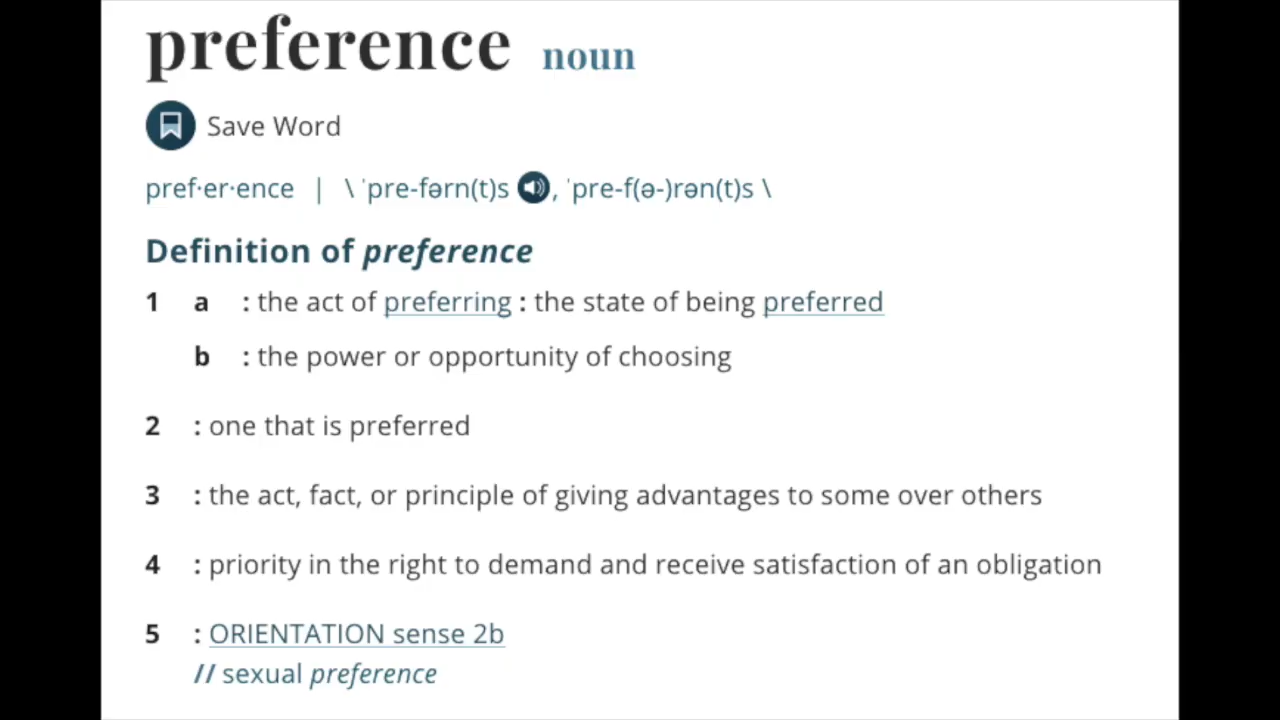 preference noun
Save Word
pref·er·ence | \ ˈpre-fərn(t)s , ˈpre-f(ə-)rən(t)s \
Definition of preference
1 a : the act of preferring : the state of being preferred
b : the power or opportunity of choosing
2 : one that is preferred
3 : the act, fact, or principle of giving advantages to some over others
4 : priority in the right to demand and receive satisfaction of an obligation
5 : ORIENTATION sense 2b
// sexual preference